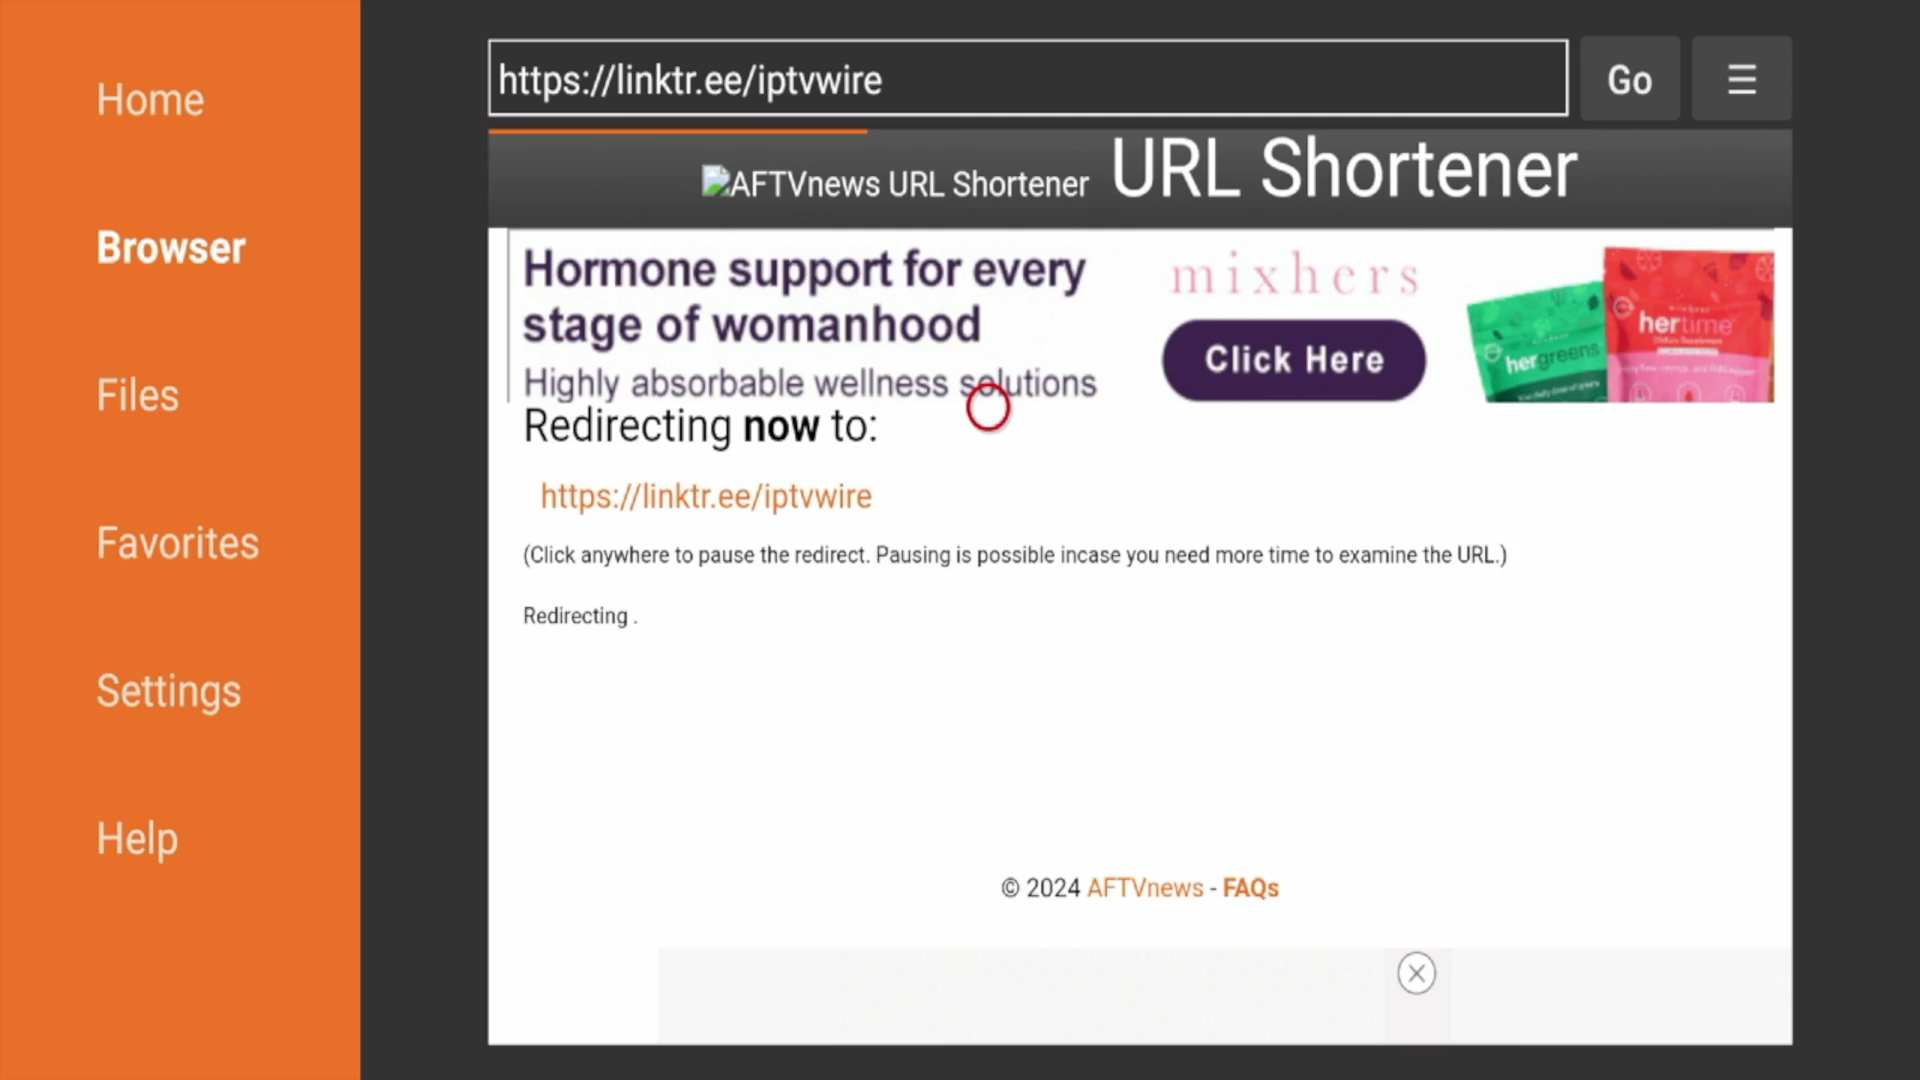 Home
Browser
Files
Favorites
Settings
Help
https://linktr.ee/iptvwire
Go
AFTVnews URL Shortener URL Shortener
Hormone support for every
stage of womanhood
Highly absorbable wellness solutions
mixhers
Click Here
hergreens
hertime
Redirecting now to:
https://linktr.ee/iptvwire
(Click anywhere to pause the redirect. Pausing is possible incase you need more time to examine the URL.)
Redirecting .
© 2024 AFTVnews - FAQs